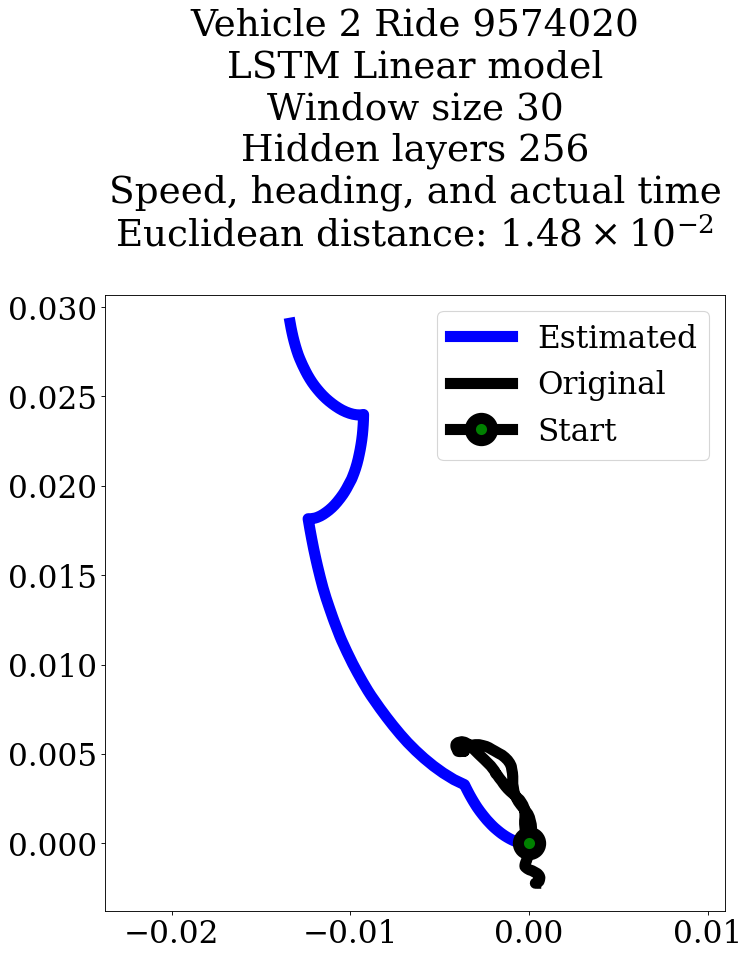 Vehicle 2 Ride 9574020
LSTM Linear model
Window size 30
Hidden layers 256
Speed, heading, and actual time
Euclidean distance: 1.48 × 10⁻²
0.030
0.025
0.020
0.015
0.010
0.005
0.000
Estimated
Original
Start
−0.02
−0.01
0.00
0.01